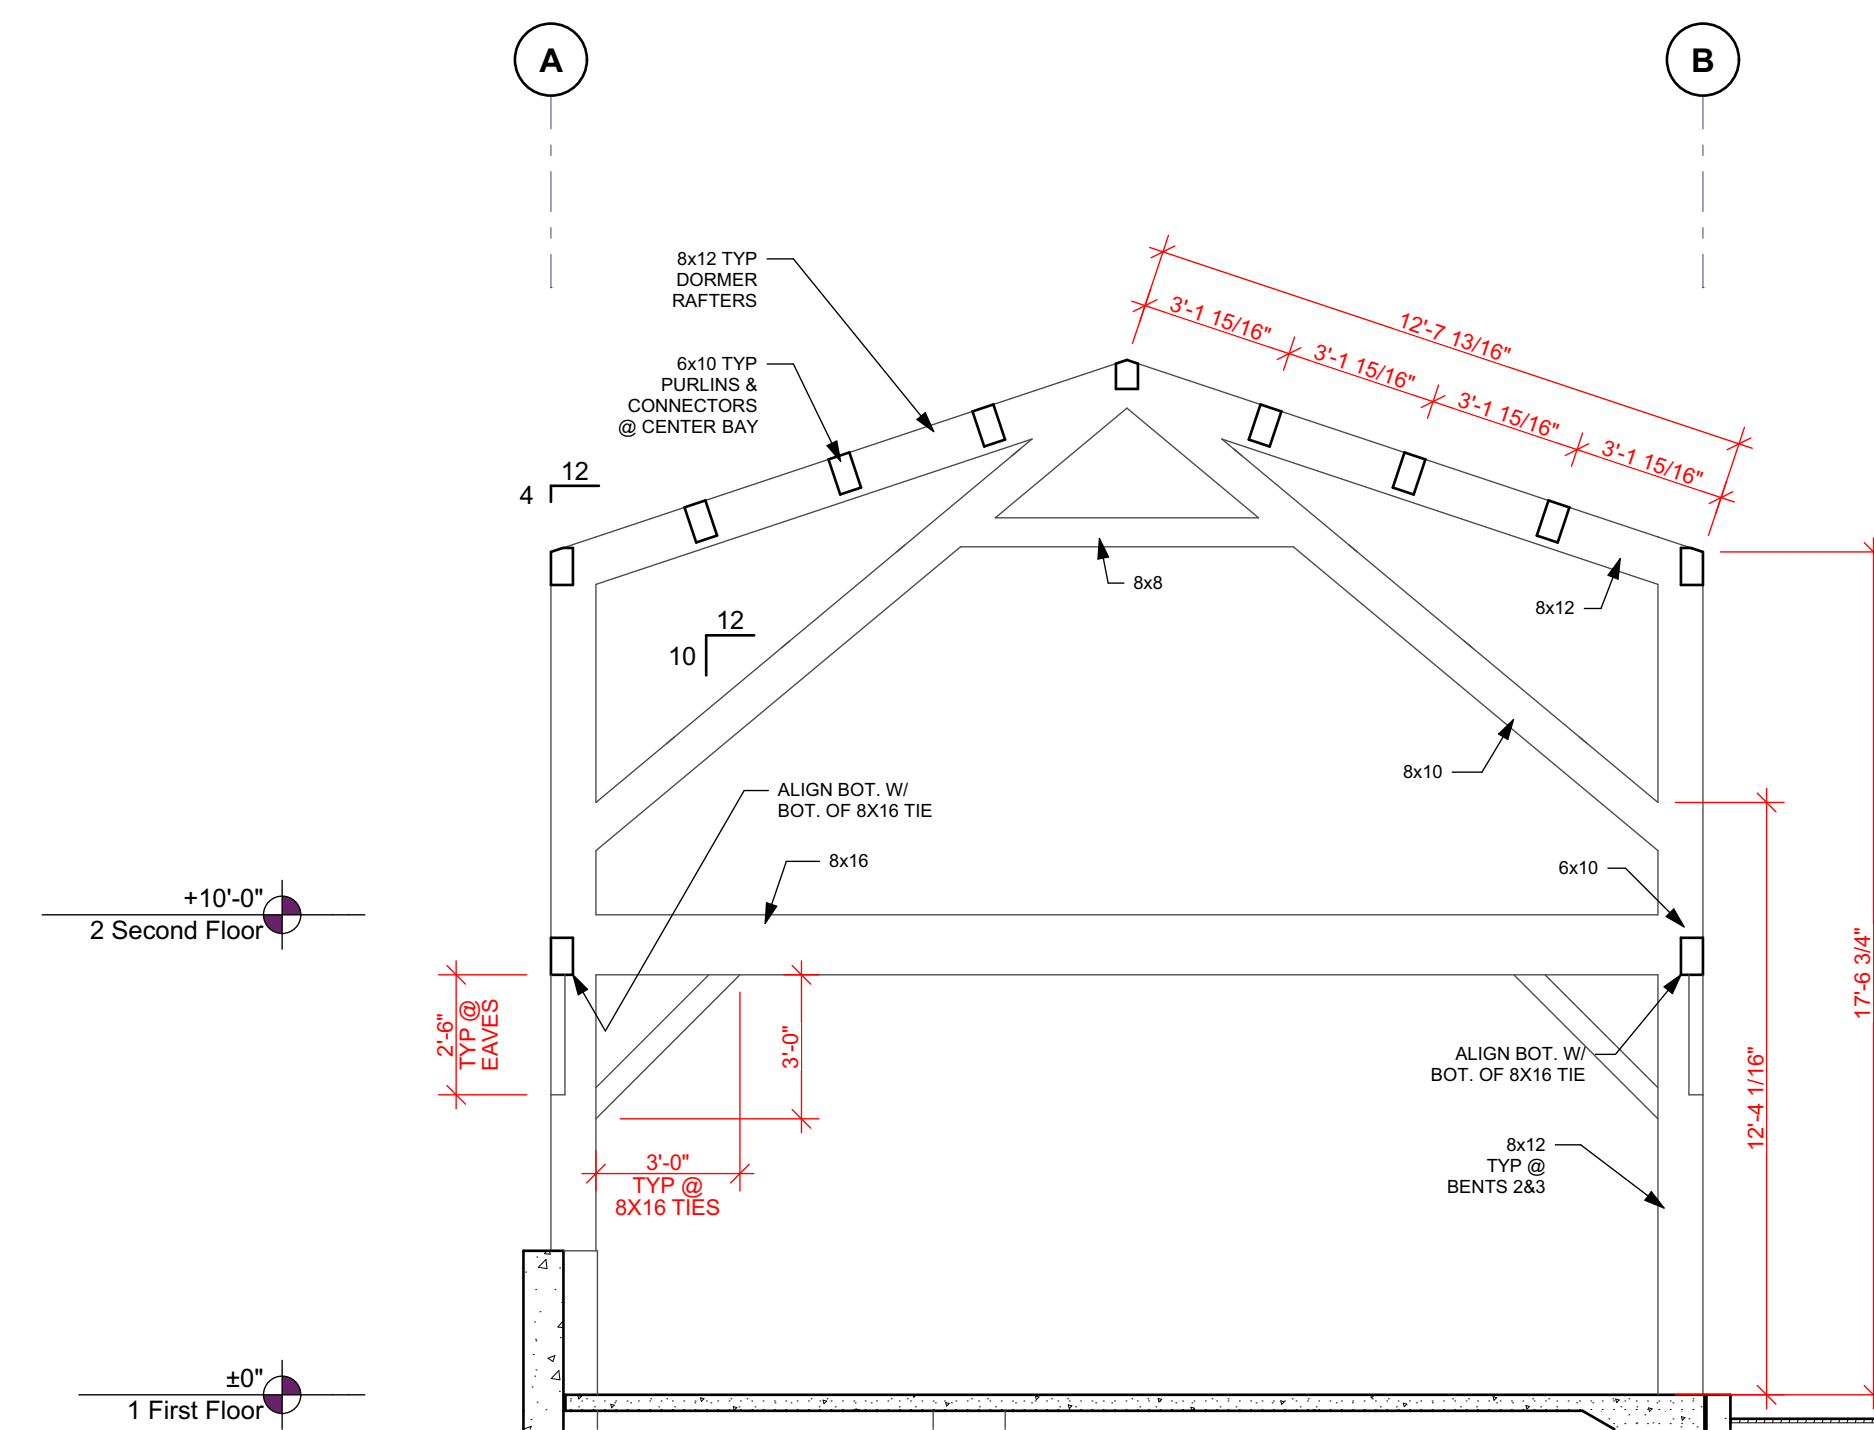 A
B
8x12 TYP
DORMER
RAFTERS
6x10 TYP
PURLINS &
CONNECTORS
@ CENTER BAY
3'-1 15/16"
12'-7 13/16"
3'-1 15/16"
3'-1 15/16"
3'-1 15/16"
12
4
8x8
8x12
12
10
8x10
ALIGN BOT. W/
BOT. OF 8X16 TIE
8x16
6x10
+10'-0"
2 Second Floor
2'-6"
TYP @
EAVES
3'-0"
3'-0"
TYP @
8X16 TIES
ALIGN BOT. W/
BOT. OF 8X16 TIE
8x12
TYP @
BENTS 2&3
12'-4 1/16"
17'-6 3/4"
±0"
1 First Floor